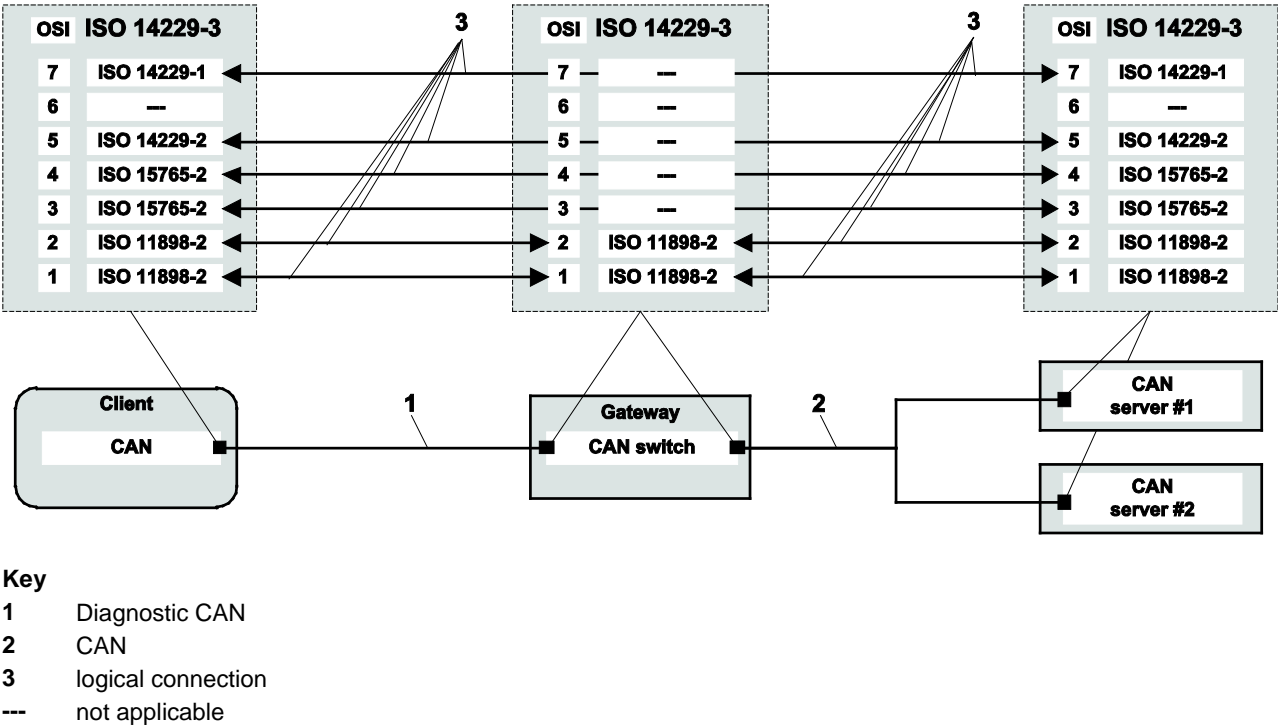 3 3
OSI ISO 14229-3 OSI ISO 14229-3 OSI ISO 14229-3
7 ISO 14229-1 7 --- 7 ISO 14229-1
6 --- 6 --- 6 ---
5 ISO 14229-2 5 --- 5 ISO 14229-2
4 ISO 15765-2 4 --- 4 ISO 15765-2
3 ISO 15765-2 3 --- 3 ISO 15765-2
2 ISO 11898-2 2 ISO 11898-2 2 ISO 11898-2
1 ISO 11898-2 1 ISO 11898-2 1 ISO 11898-2
Client
CAN
1
Gateway
CAN switch
2
CAN
server #1
CAN
server #2
Key
1 Diagnostic CAN
2 CAN
3 logical connection
--- not applicable